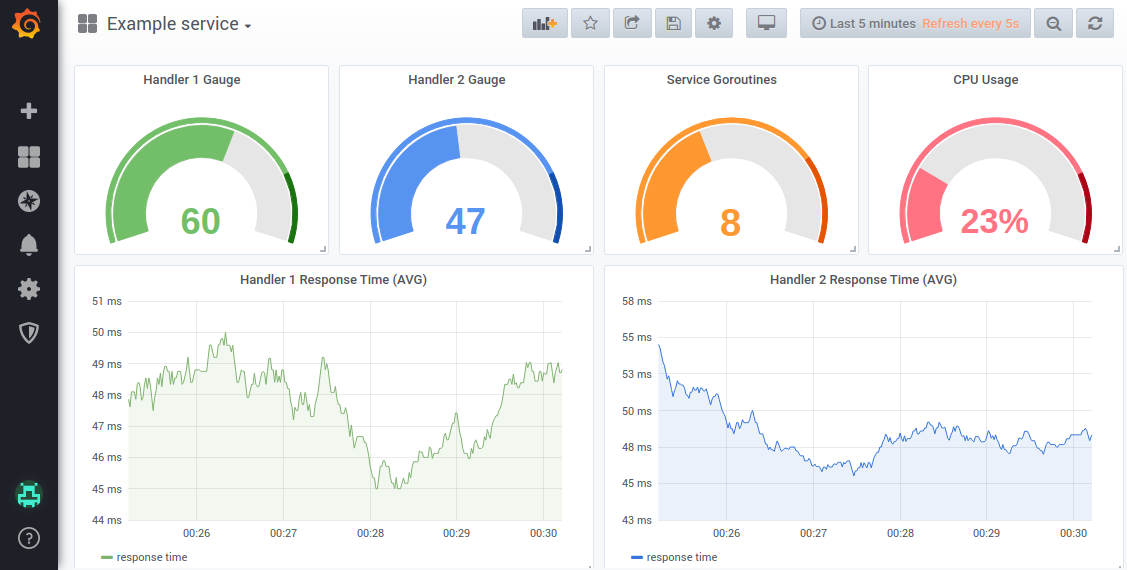 Example service
Last 5 minutes Refresh every 5s
Handler 1 Gauge
60
Handler 2 Gauge
47
Service Goroutines
8
CPU Usage
23%
Handler 1 Response Time (AVG)
51 ms
50 ms
49 ms
48 ms
47 ms
46 ms
45 ms
44 ms
00:26 00:27 00:28 00:29 00:30
response time
Handler 2 Response Time (AVG)
58 ms
55 ms
53 ms
50 ms
48 ms
45 ms
43 ms
00:26 00:27 00:28 00:29 00:30
response time